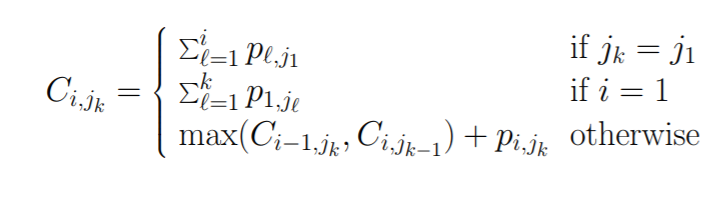 C_{i,j_k} = { Σ_{ℓ=1}^{i} p_{ℓ,j_1} if j_k = j_1
Σ_{ℓ=1}^{k} p_{1,j_ℓ} if i = 1
max(C_{i−1,j_k}, C_{i,j_{k−1}}) + p_{i,j_k} otherwise